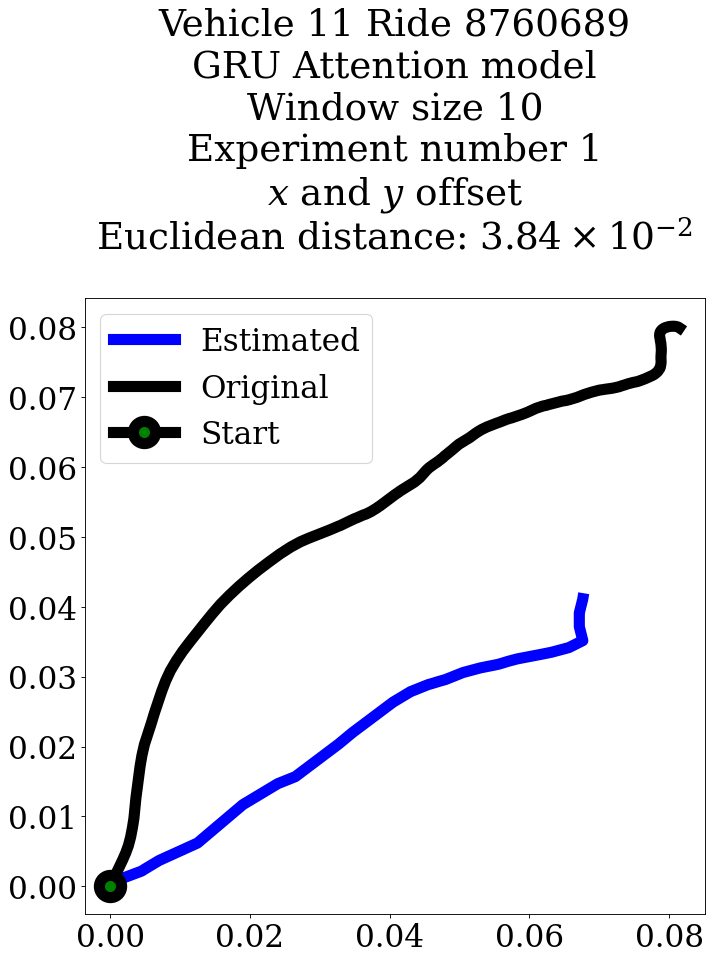 Vehicle 11 Ride 8760689
GRU Attention model
Window size 10
Experiment number 1
x and y offset
Euclidean distance: 3.84 × 10⁻²
Estimated
Original
Start
0.08
0.07
0.06
0.05
0.04
0.03
0.02
0.01
0.00
0.00 0.02 0.04 0.06 0.08